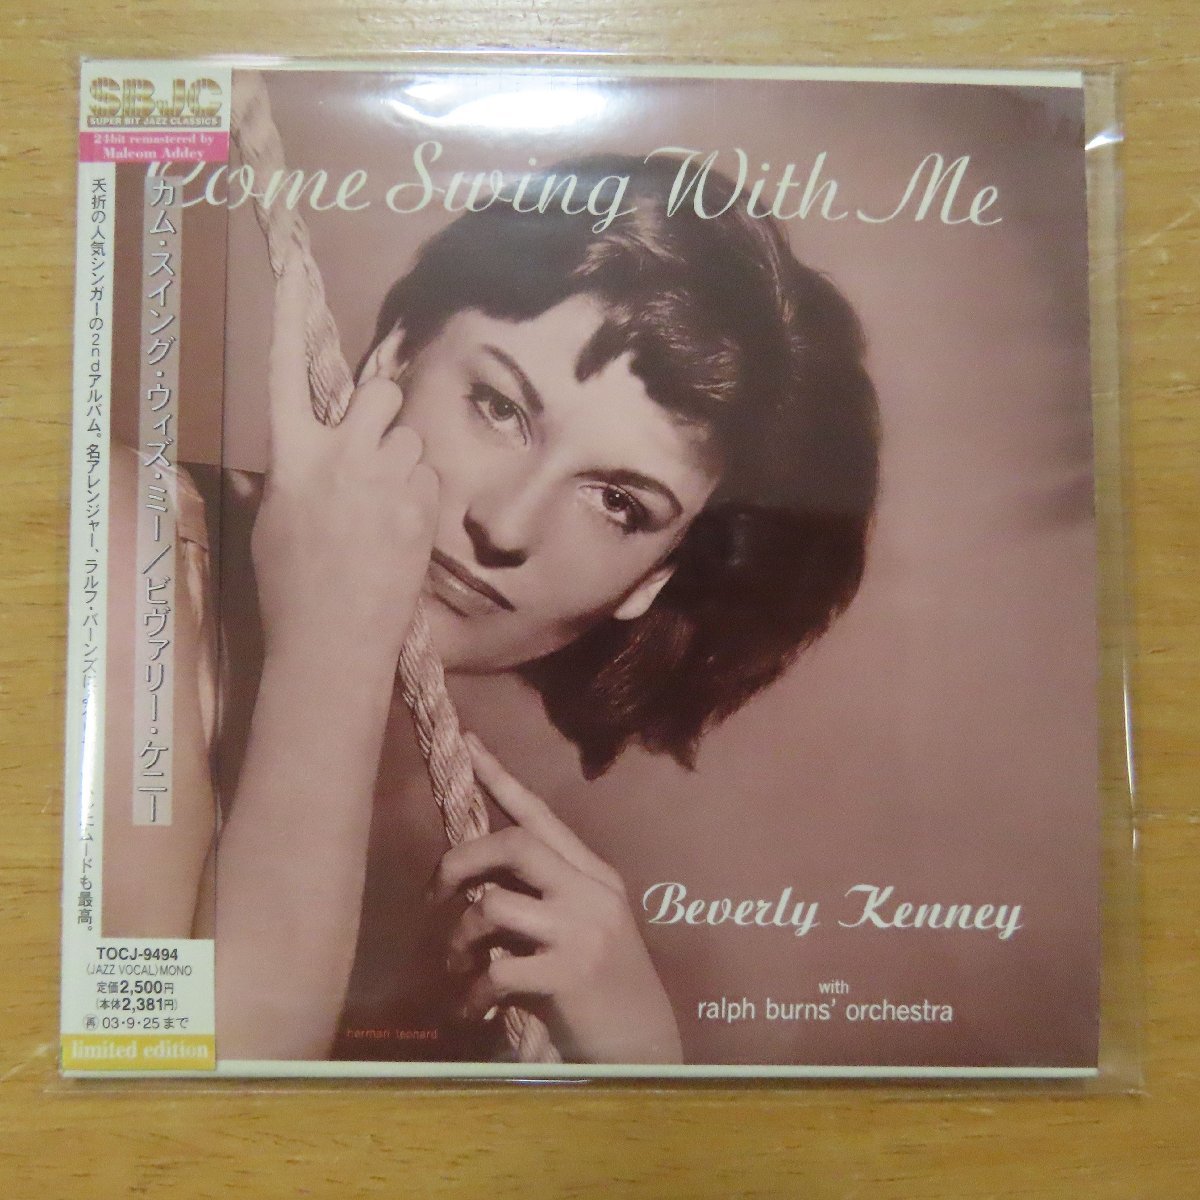 SBJC
SUPER BIT JAZZ CLASSICS
24bit remastered by
Malcom Addey
夭折の人気シンガーの2ndアルバム。名アレンジャー、ラルフ・バーンズ
ムードも最高。
カム・スイング・ウィズ・ミー/ビヴァリー・ケニー
TOCJ-9494
(JAZZ VOCAL)MONO
定価2,500円
(本体2,381円)
再 03・9・25まで
limited edition
Come Swing With Me
Beverly Kenney
with
ralph burns' orchestra
herman leonard